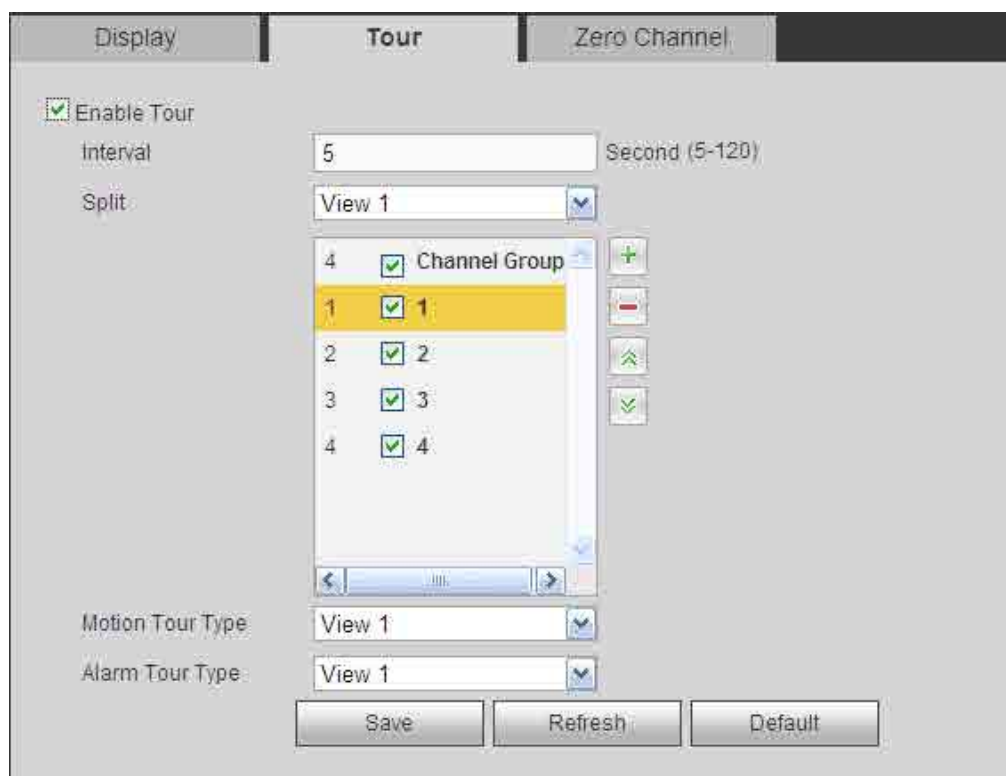 Display Tour Zero Channel
Enable Tour
Interval 5 Second (5-120)
Split View 1
4 Channel Group
1 1
2 2
3 3
4 4
Motion Tour Type View 1
Alarm Tour Type View 1
Save Refresh Default